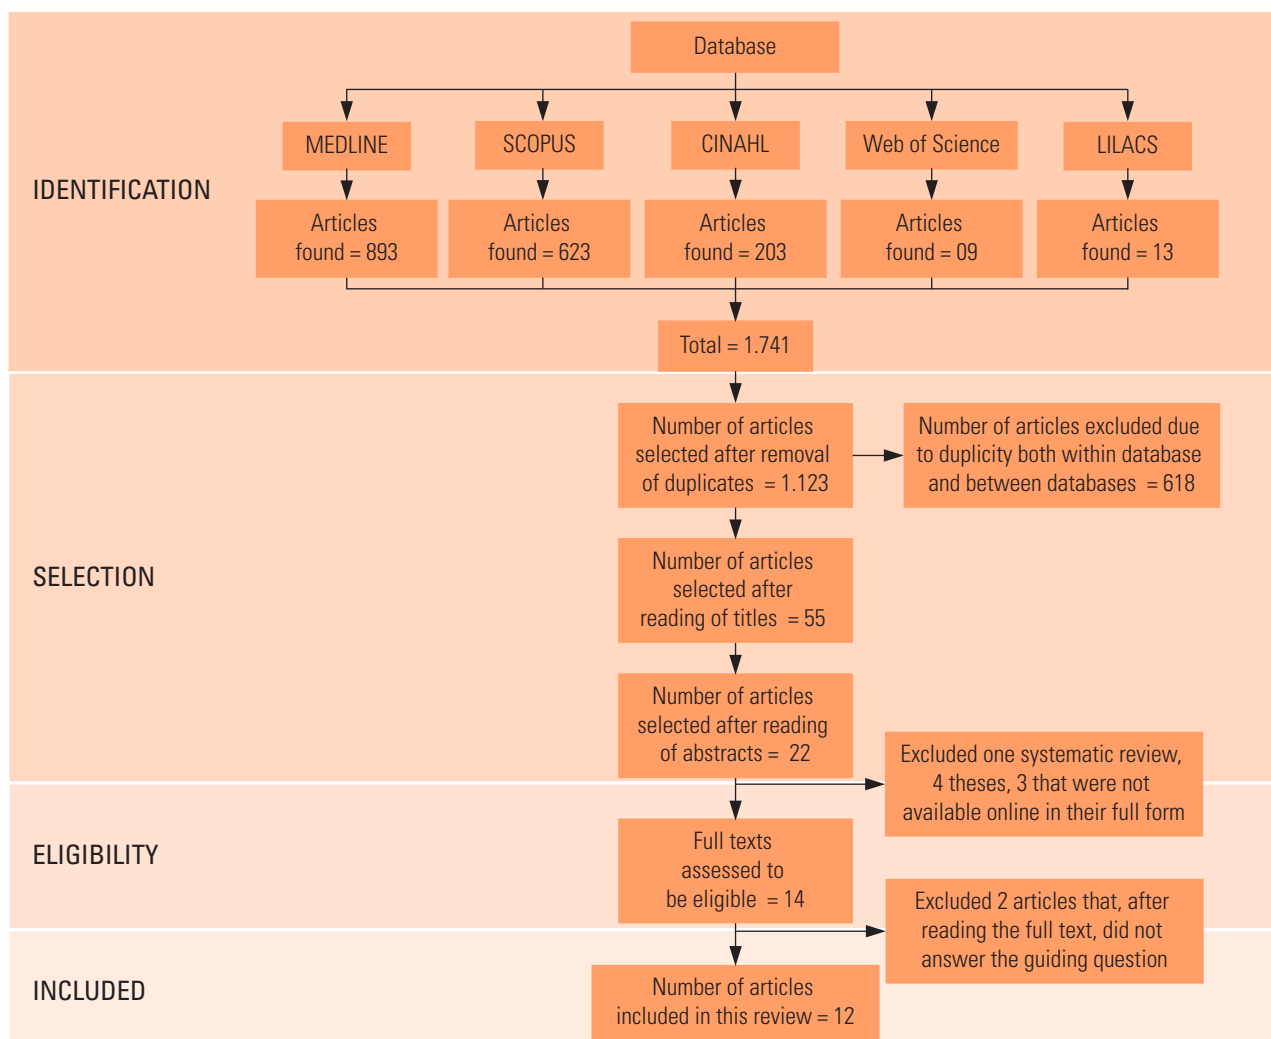 Database
MEDLINE
SCOPUS
CINAHL
Web of Science
LILACS
IDENTIFICATION
Articles
found = 893
Articles
found = 623
Articles
found = 203
Articles
found = 09
Articles
found = 13
Total = 1.741
SELECTION
Number of articles
selected after removal
of duplicates = 1.123
Number of articles excluded due
to duplicity both within database
and between databases = 618
Number of articles
selected after
reading of titles = 55
Number of articles
selected after reading
of abstracts = 22
Excluded one systematic review,
4 theses, 3 that were not
available online in their full form
ELIGIBILITY
Full texts
assessed to
be eligible = 14
Excluded 2 articles that, after
reading the full text, did not
answer the guiding question
INCLUDED
Number of articles
included in this review = 12